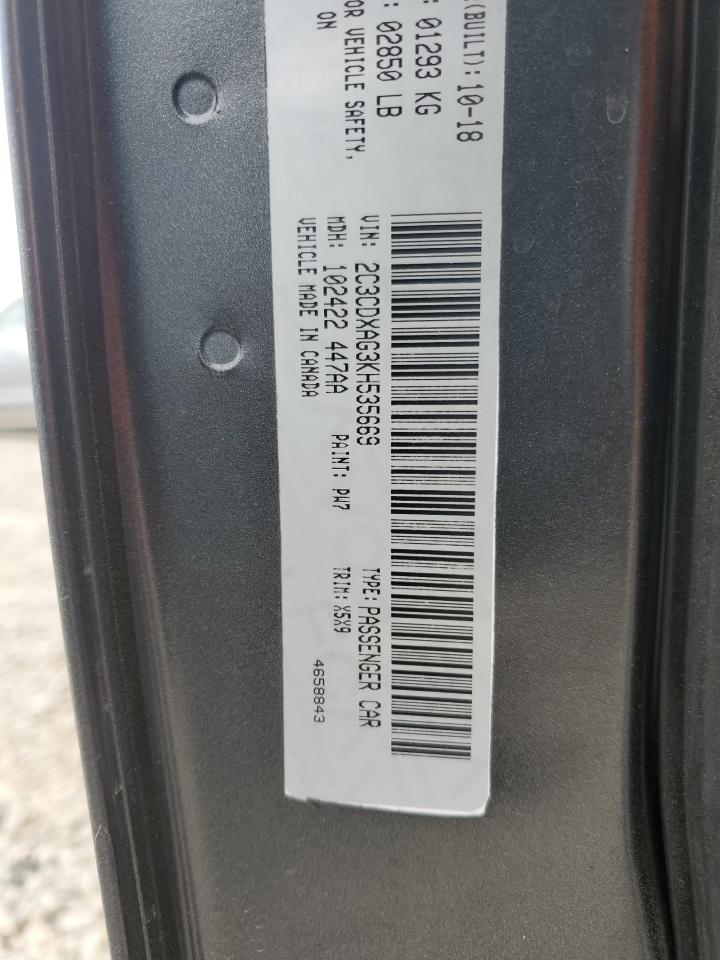 (BUILT): 10-18
: 01293 KG
: 02850 LB
OR VEHICLE SAFETY,
ON
VIN: 2C3CDXAG3KH535669 TYPE: PASSENGER CAR
MDH: 102422 447AA PAINT: PH7 TRIM: X5X9
VEHICLE MADE IN CANADA 4658843